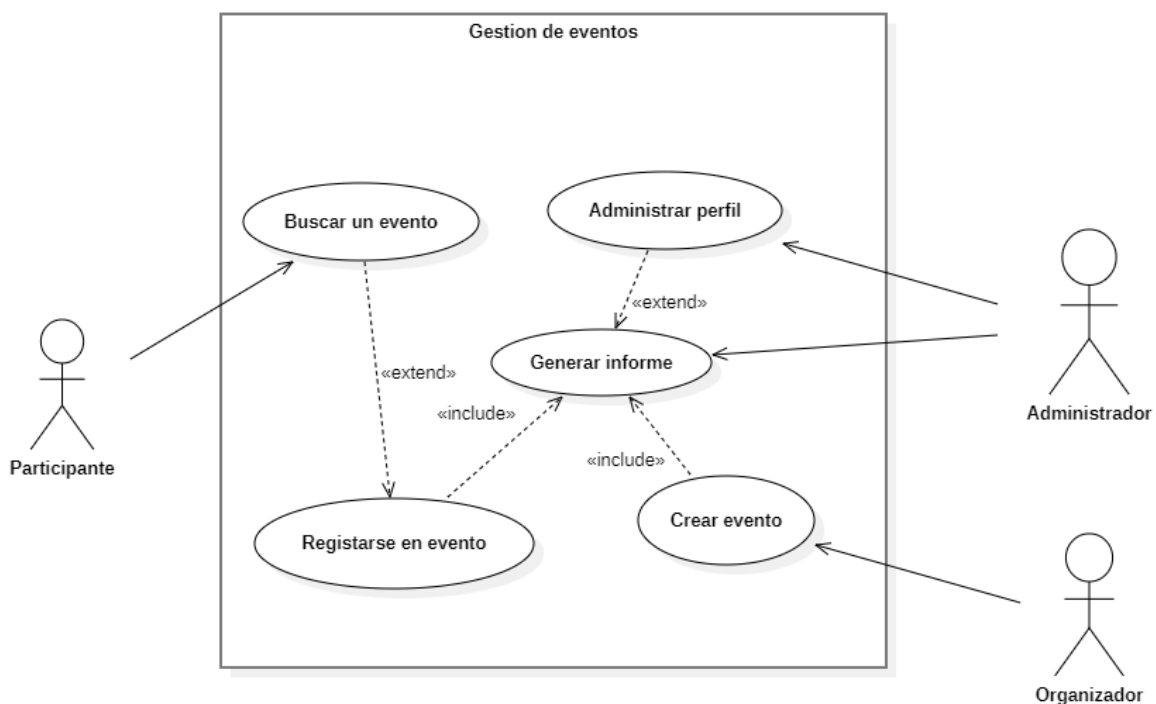 Gestion de eventos
Buscar un evento
Administrar perfil
«extend»
Generar informe
«extend»
«include»
Participante
Administrador
«include»
Crear evento
Registarse en evento
Organizador